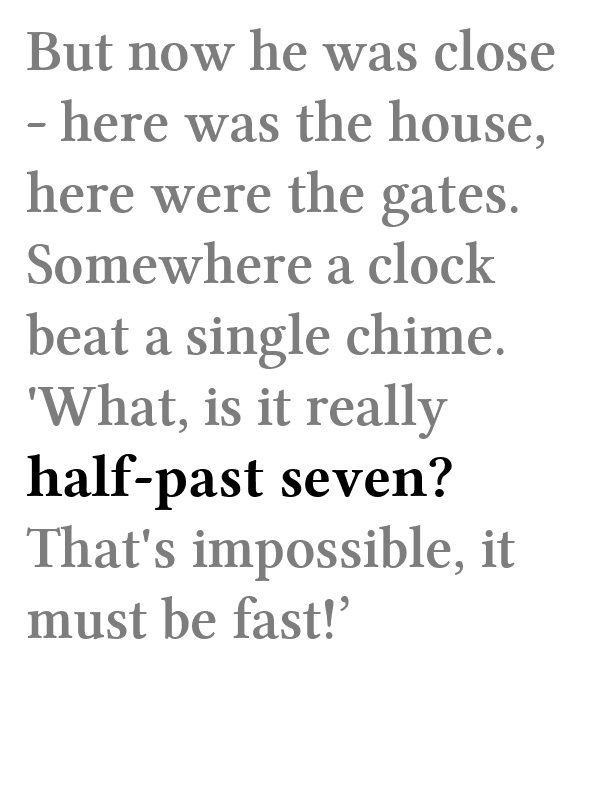 But now he was close
- here was the house,
here were the gates.
Somewhere a clock
beat a single chime.
'What, is it really
half-past seven?
That's impossible, it
must be fast!’